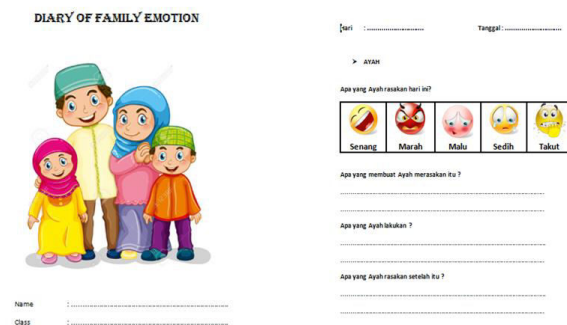 DIARY OF FAMILY EMOTION
Name : ............................................................
Class : ............................................................
Hari : ..............................
Tanggal : ..............................
➤ AYAH
Apa yang Ayah rasakan hari ini?
Senang Marah Malu Sedih Takut
Apa yang membuat Ayah merasakan itu ?
............................................................
............................................................
Apa yang Ayah lakukan ?
............................................................
............................................................
Apa yang Ayah rasakan setelah itu ?
............................................................
............................................................